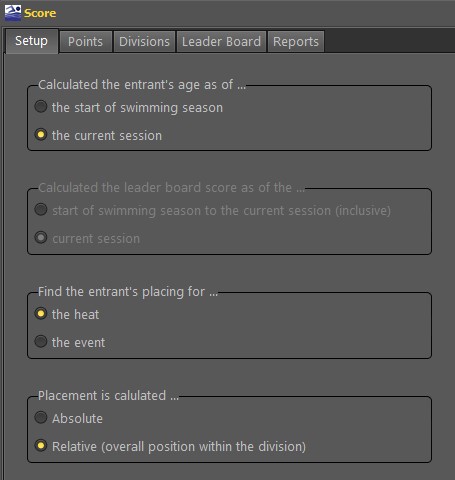 Score
Setup Points Divisions Leader Board Reports
Calculated the entrant's age as of ...
the start of swimming season
the current session
Calculated the leader board score as of the ...
start of swimming season to the current session (inclusive)
current session
Find the entrant's placing for ...
the heat
the event
Placement is calulated ...
Absolute
Relative (overall position within the division)